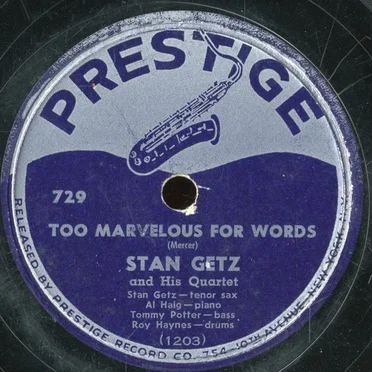 PRESTIGE
729
TOO MARVELOUS FOR WORDS
(Mercer)
STAN GETZ
and His Quartet
Stan Getz—tenor sax
Al Haig—piano
Tommy Potter—bass
Roy Haynes—drums
(1203)
RELEASED BY PRESTIGE RECORD CO. 754-10TH AVENUE NEW YORK, N.Y.